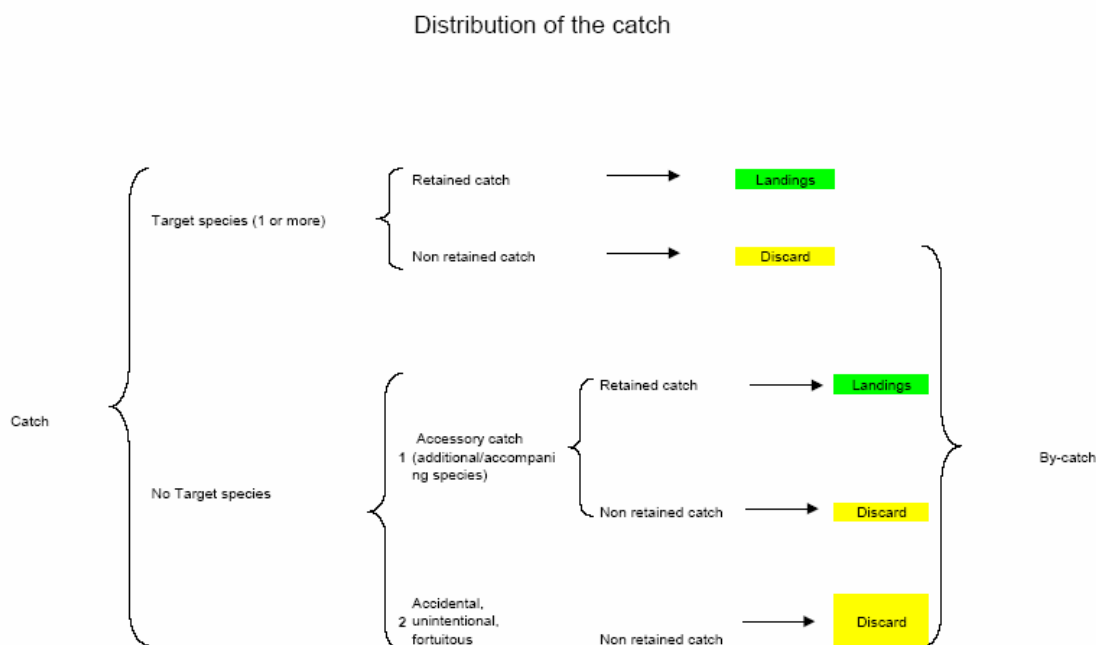 Distribution of the catch
Retained catch
Landings
Target species (1 or more)
Non retained catch
Discard
Retained catch
Landings
Catch
Accessory catch
1 (additional/accompani
ng species)
By-catch
No Target species
Non retained catch
Discard
Accidental,
2 unintentional,
fortuitous
Non retained catch
Discard